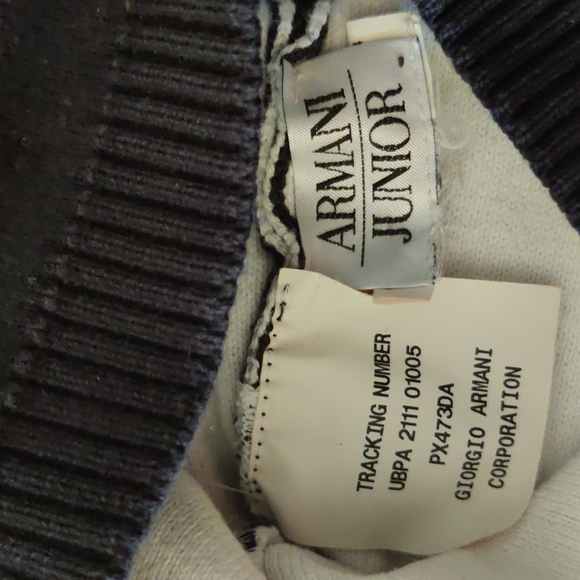 ARMANI
JUNIOR
TRACKING NUMBER
UBPA 2111 01005
PX473DA
GIORGIO ARMANI
CORPORATION